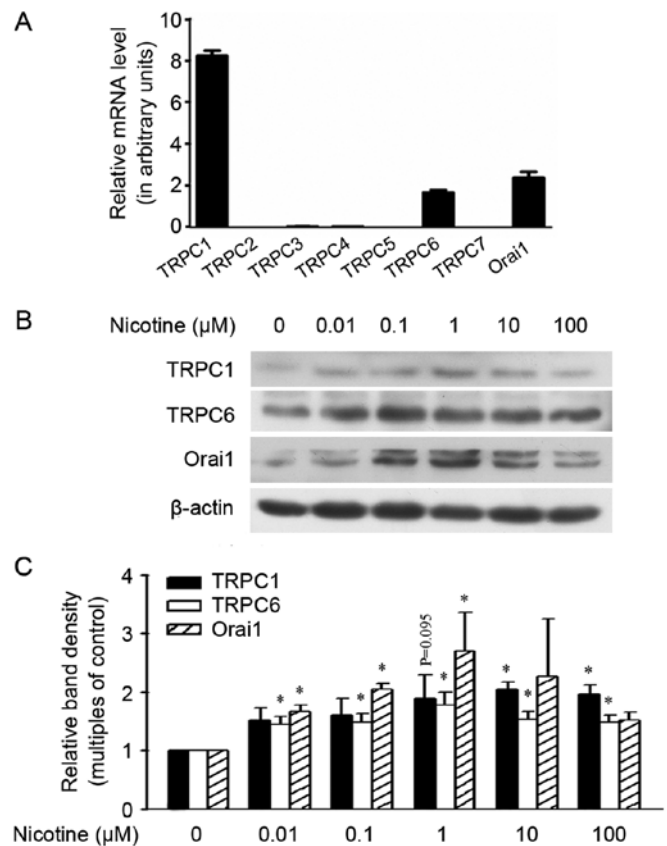 A
Relative mRNA level
(in arbitrary units)
10
8
6
4
2
0
TRPC1 TRPC2 TRPC3 TRPC4 TRPC5 TRPC6 TRPC7 Orai1
B
Nicotine (μM) 0 0.01 0.1 1 10 100
TRPC1
TRPC6
Orai1
β-actin
C
Relative band density
(multiples of control)
4
3
2
1
0
TRPC1
TRPC6
Orai1
* * * * P=0.095 * * * * * *
Nicotine (μM) 0 0.01 0.1 1 10 100